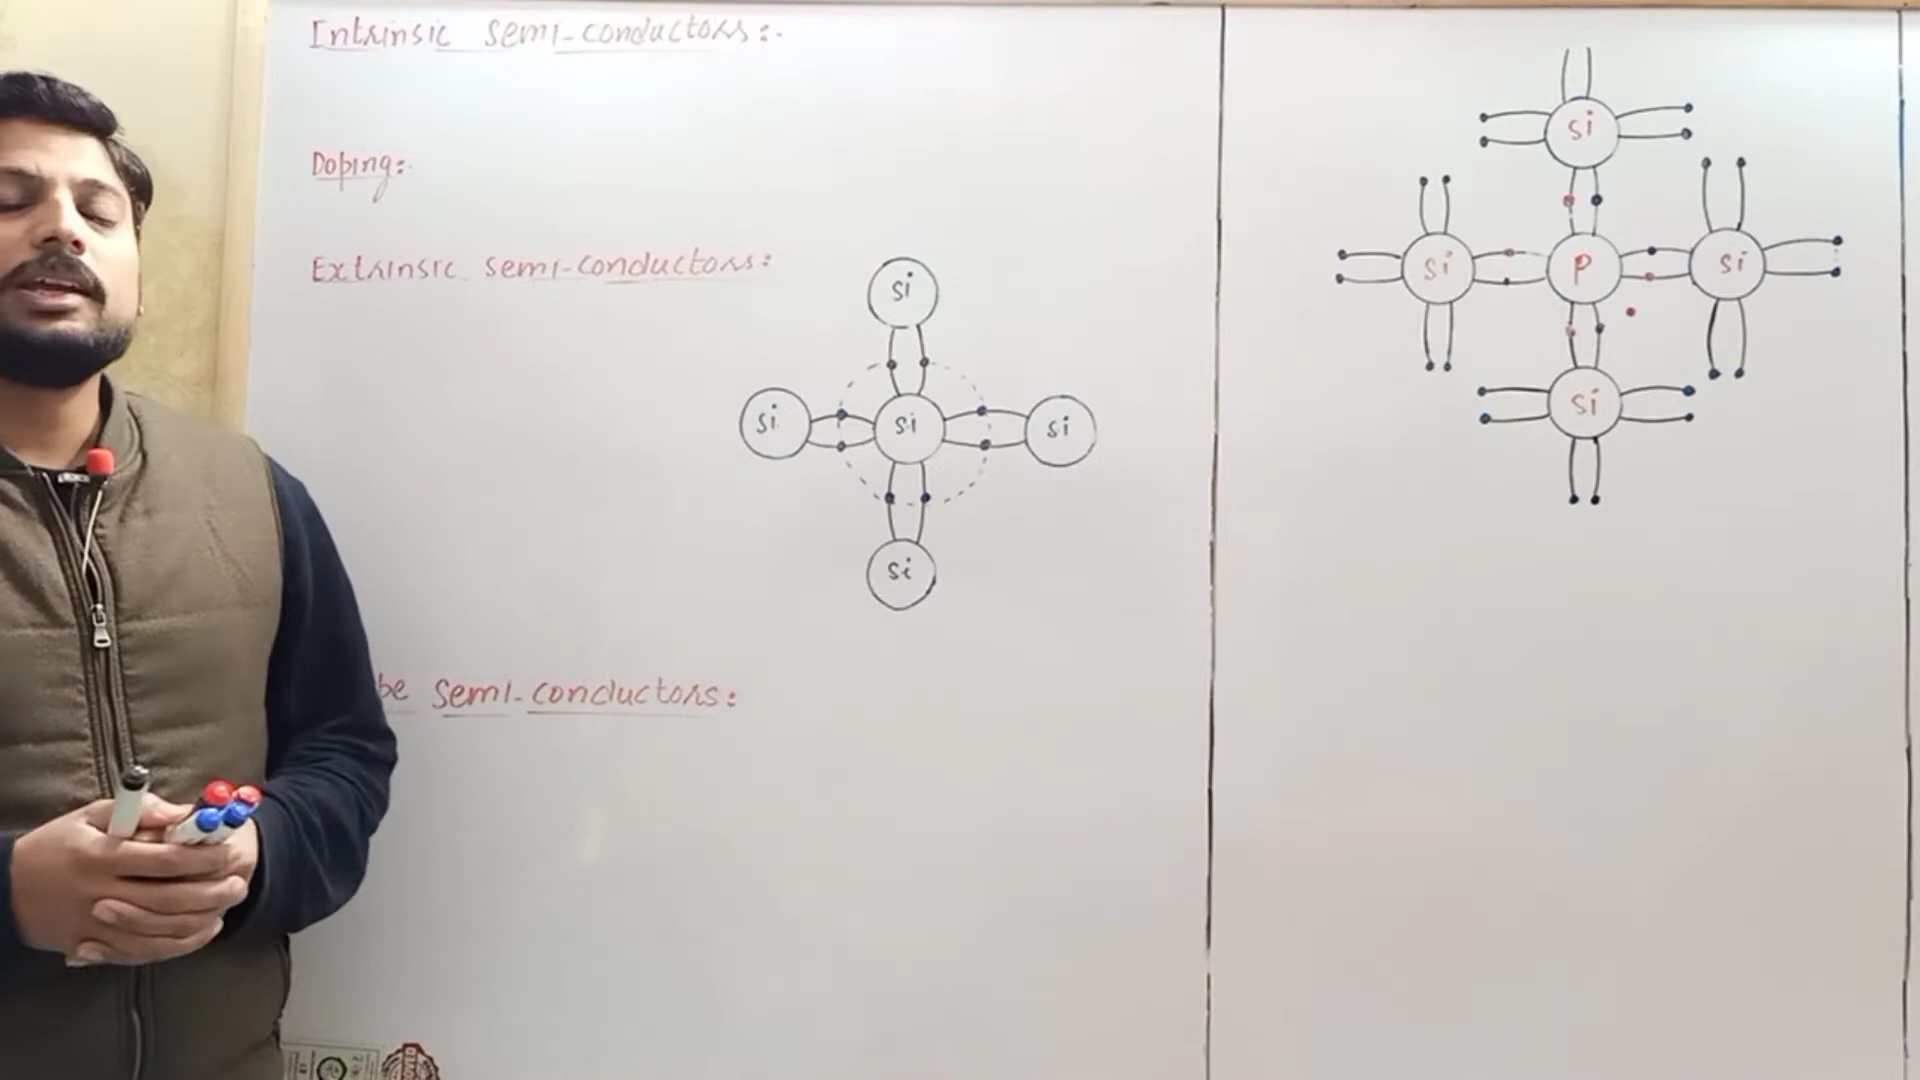 Intrinsic semi-conductors:-
Doping:-
Extrinsic semi-conductors:
si
si si si
si
be semi-conductors:
si
si P si
si